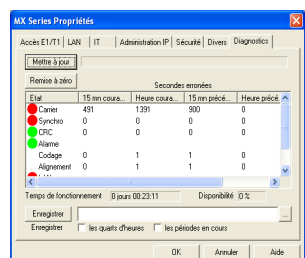 MX Series Propriétés
Accès E1/T1 LAN IT Administration IP Sécurité Divers Diagnostics
Mettre à jour
Remise à zéro
Secondes erronées
Etat 15 mn coura... Heure coura... 15 mn précé... Heure précé.
Carrier 491 1391 900 0
Synchro 0 0 0 0
CRC 0 0 0 0
Alarme
Codage 0 1 1 0
Alignement 0 1 1 0
Temps de fonctionnement 0 jours 00:23:11 Disponibilité 0 %
Enregistrer ...
Enregistrer les quarts d'heures les périodes en cours
OK Annuler Aide